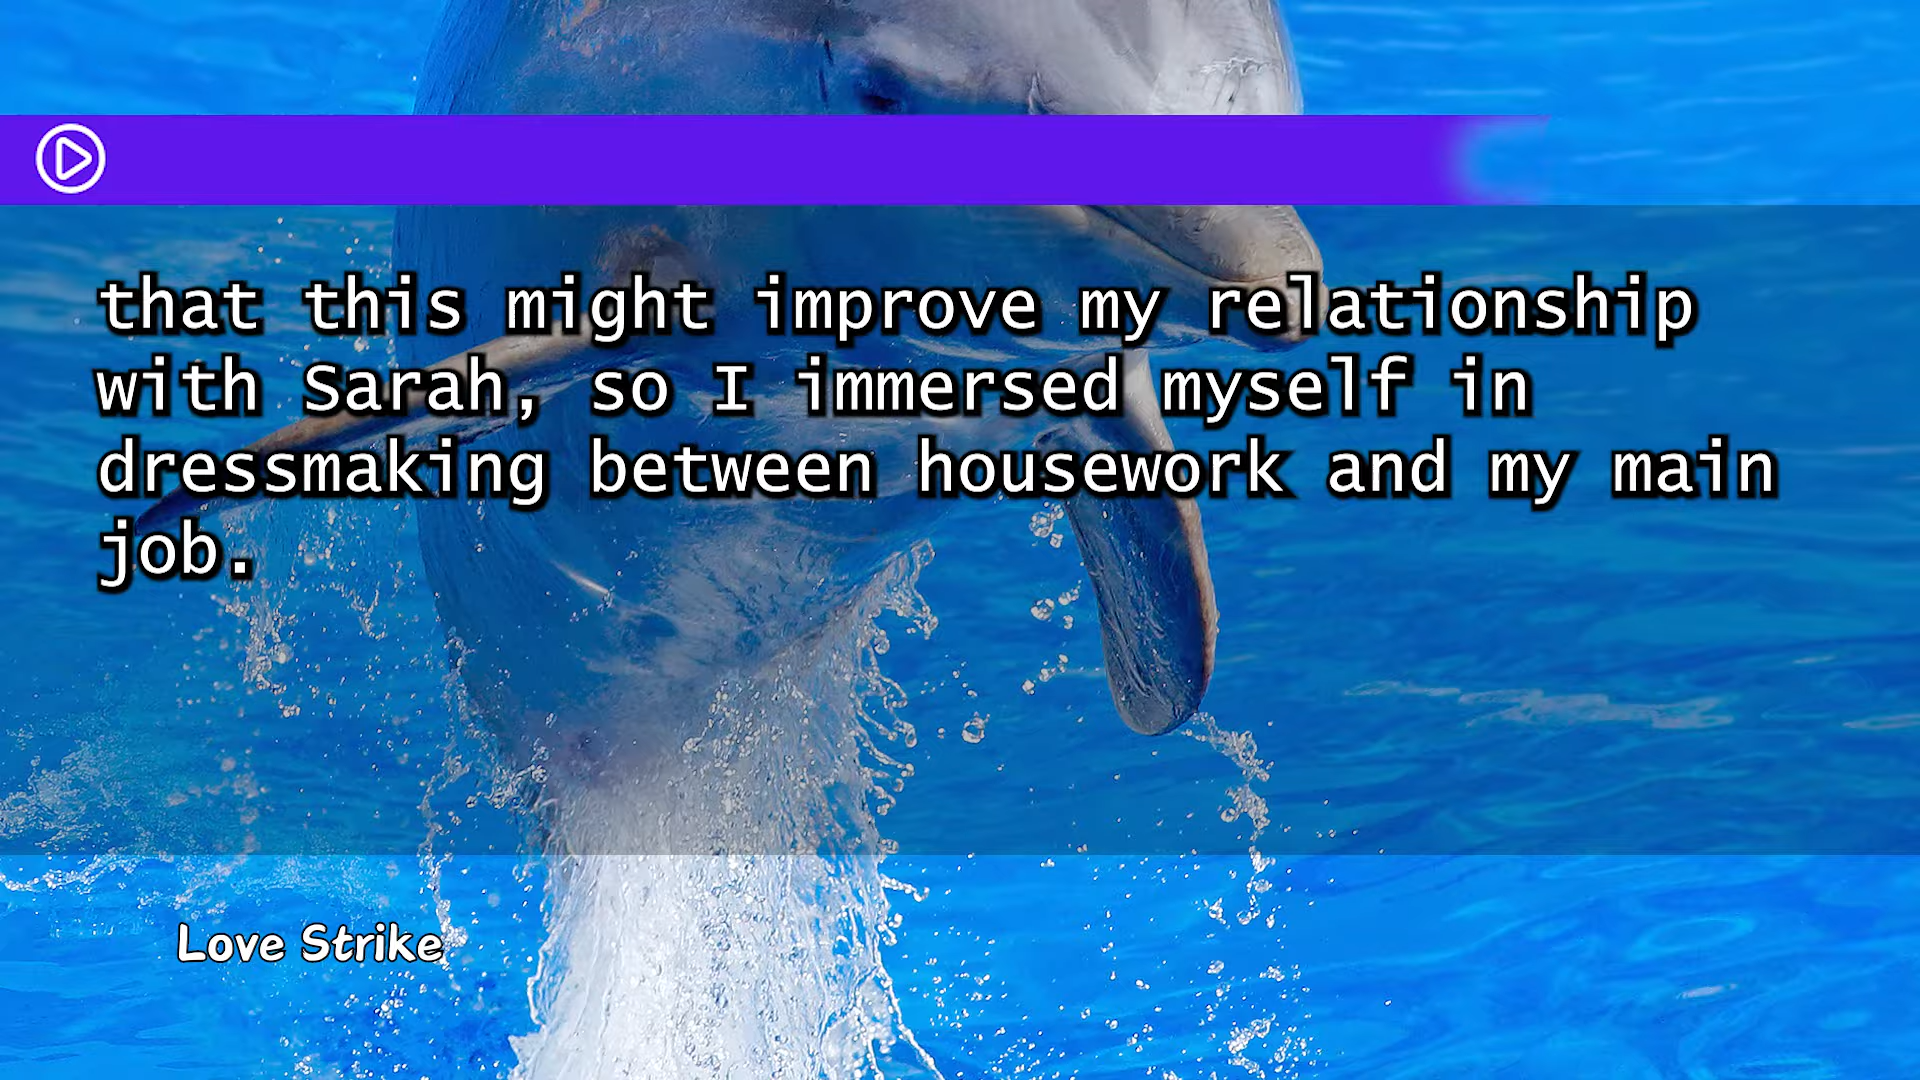 that this might improve my relationship
with Sarah, so I immersed myself in
dressmaking between housework and my main
job.
Love Strike